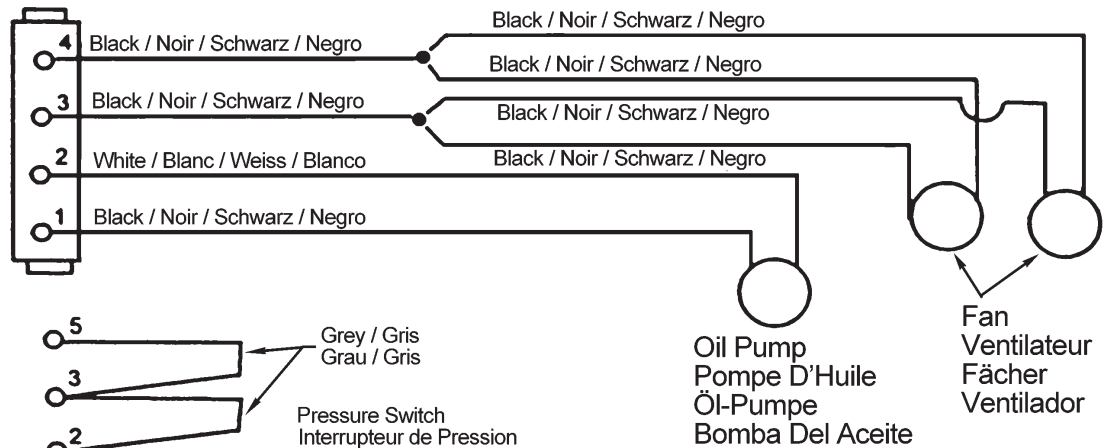 Black / Noir / Schwarz / Negro
4 Black / Noir / Schwarz / Negro
Black / Noir / Schwarz / Negro
3 Black / Noir / Schwarz / Negro
Black / Noir / Schwarz / Negro
2 White / Blanc / Weiss / Blanco
Black / Noir / Schwarz / Negro
1 Black / Noir / Schwarz / Negro
Fan
Ventilateur
Fächer
Ventilador
Oil Pump
Pompe D'Huile
Öl-Pumpe
Bomba Del Aceite
5
Grey / Gris
Grau / Gris
3
Pressure Switch
Interrupteur de Pression
2